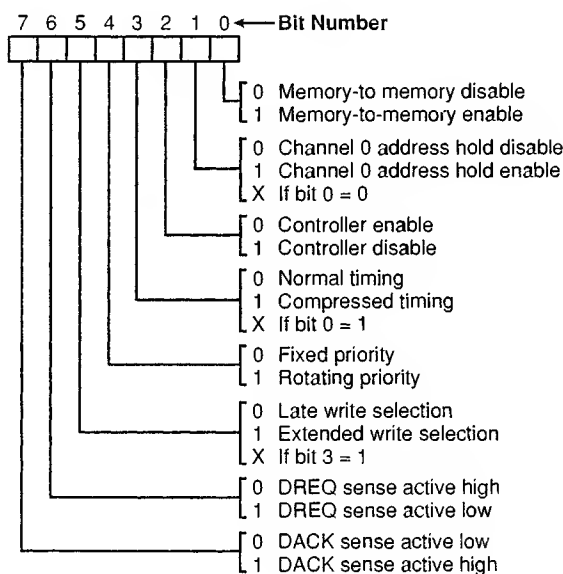 7 6 5 4 3 2 1 0 Bit Number
0 Memory-to memory disable
1 Memory-to-memory enable
0 Channel 0 address hold disable
1 Channel 0 address hold enable
X If bit 0 = 0
0 Controller enable
1 Controller disable
0 Normal timing
1 Compressed timing
X If bit 0 = 1
0 Fixed priority
1 Rotating priority
0 Late write selection
1 Extended write selection
X If bit 3 = 1
0 DREQ sense active high
1 DREQ sense active low
0 DACK sense active low
1 DACK sense active high